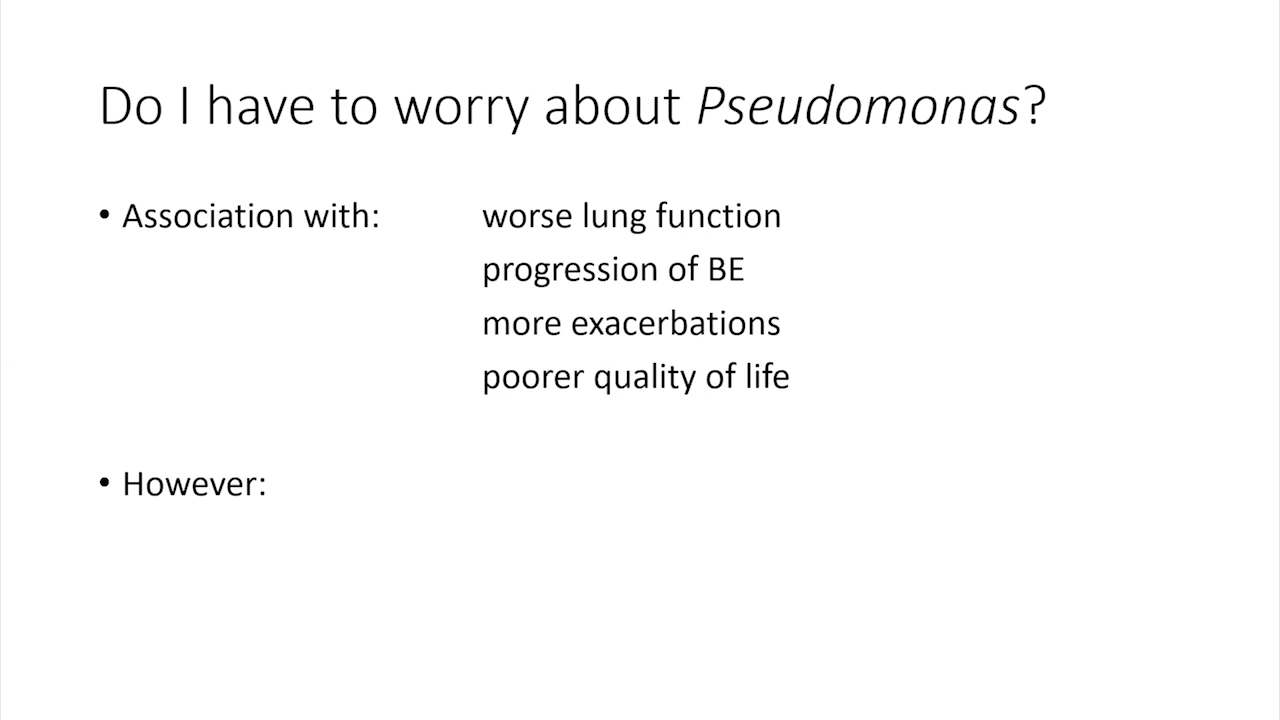 Do I have to worry about Pseudomonas?
• Association with: worse lung function
progression of BE
more exacerbations
poorer quality of life
• However: